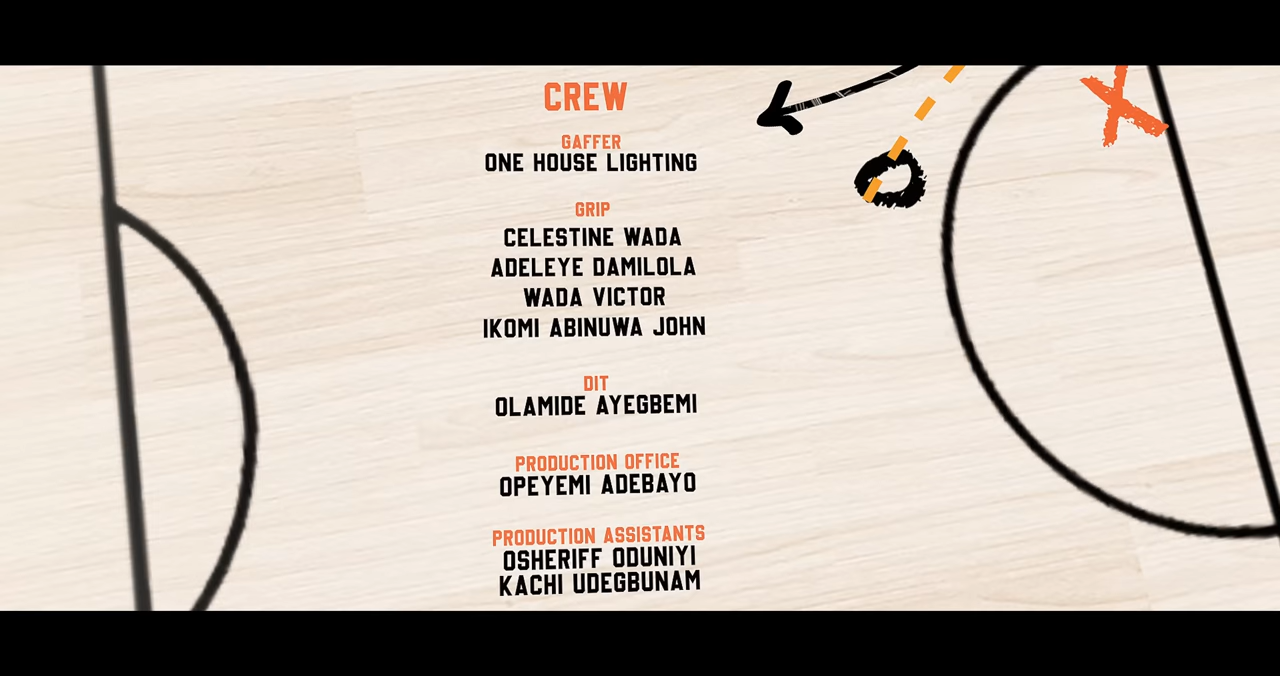 CREW
GAFFER
ONE HOUSE LIGHTING
GRIP
CELESTINE WADA
ADELEYE DAMILOLA
WADA VICTOR
IKOMI ABINUWA JOHN
DIT
OLAMIDE AYEGBEMI
PRODUCTION OFFICE
OPEYEMI ADEBAYO
PRODUCTION ASSISTANTS
OSHERIFF ODUNIYI
KACHI UDEGBUNAM